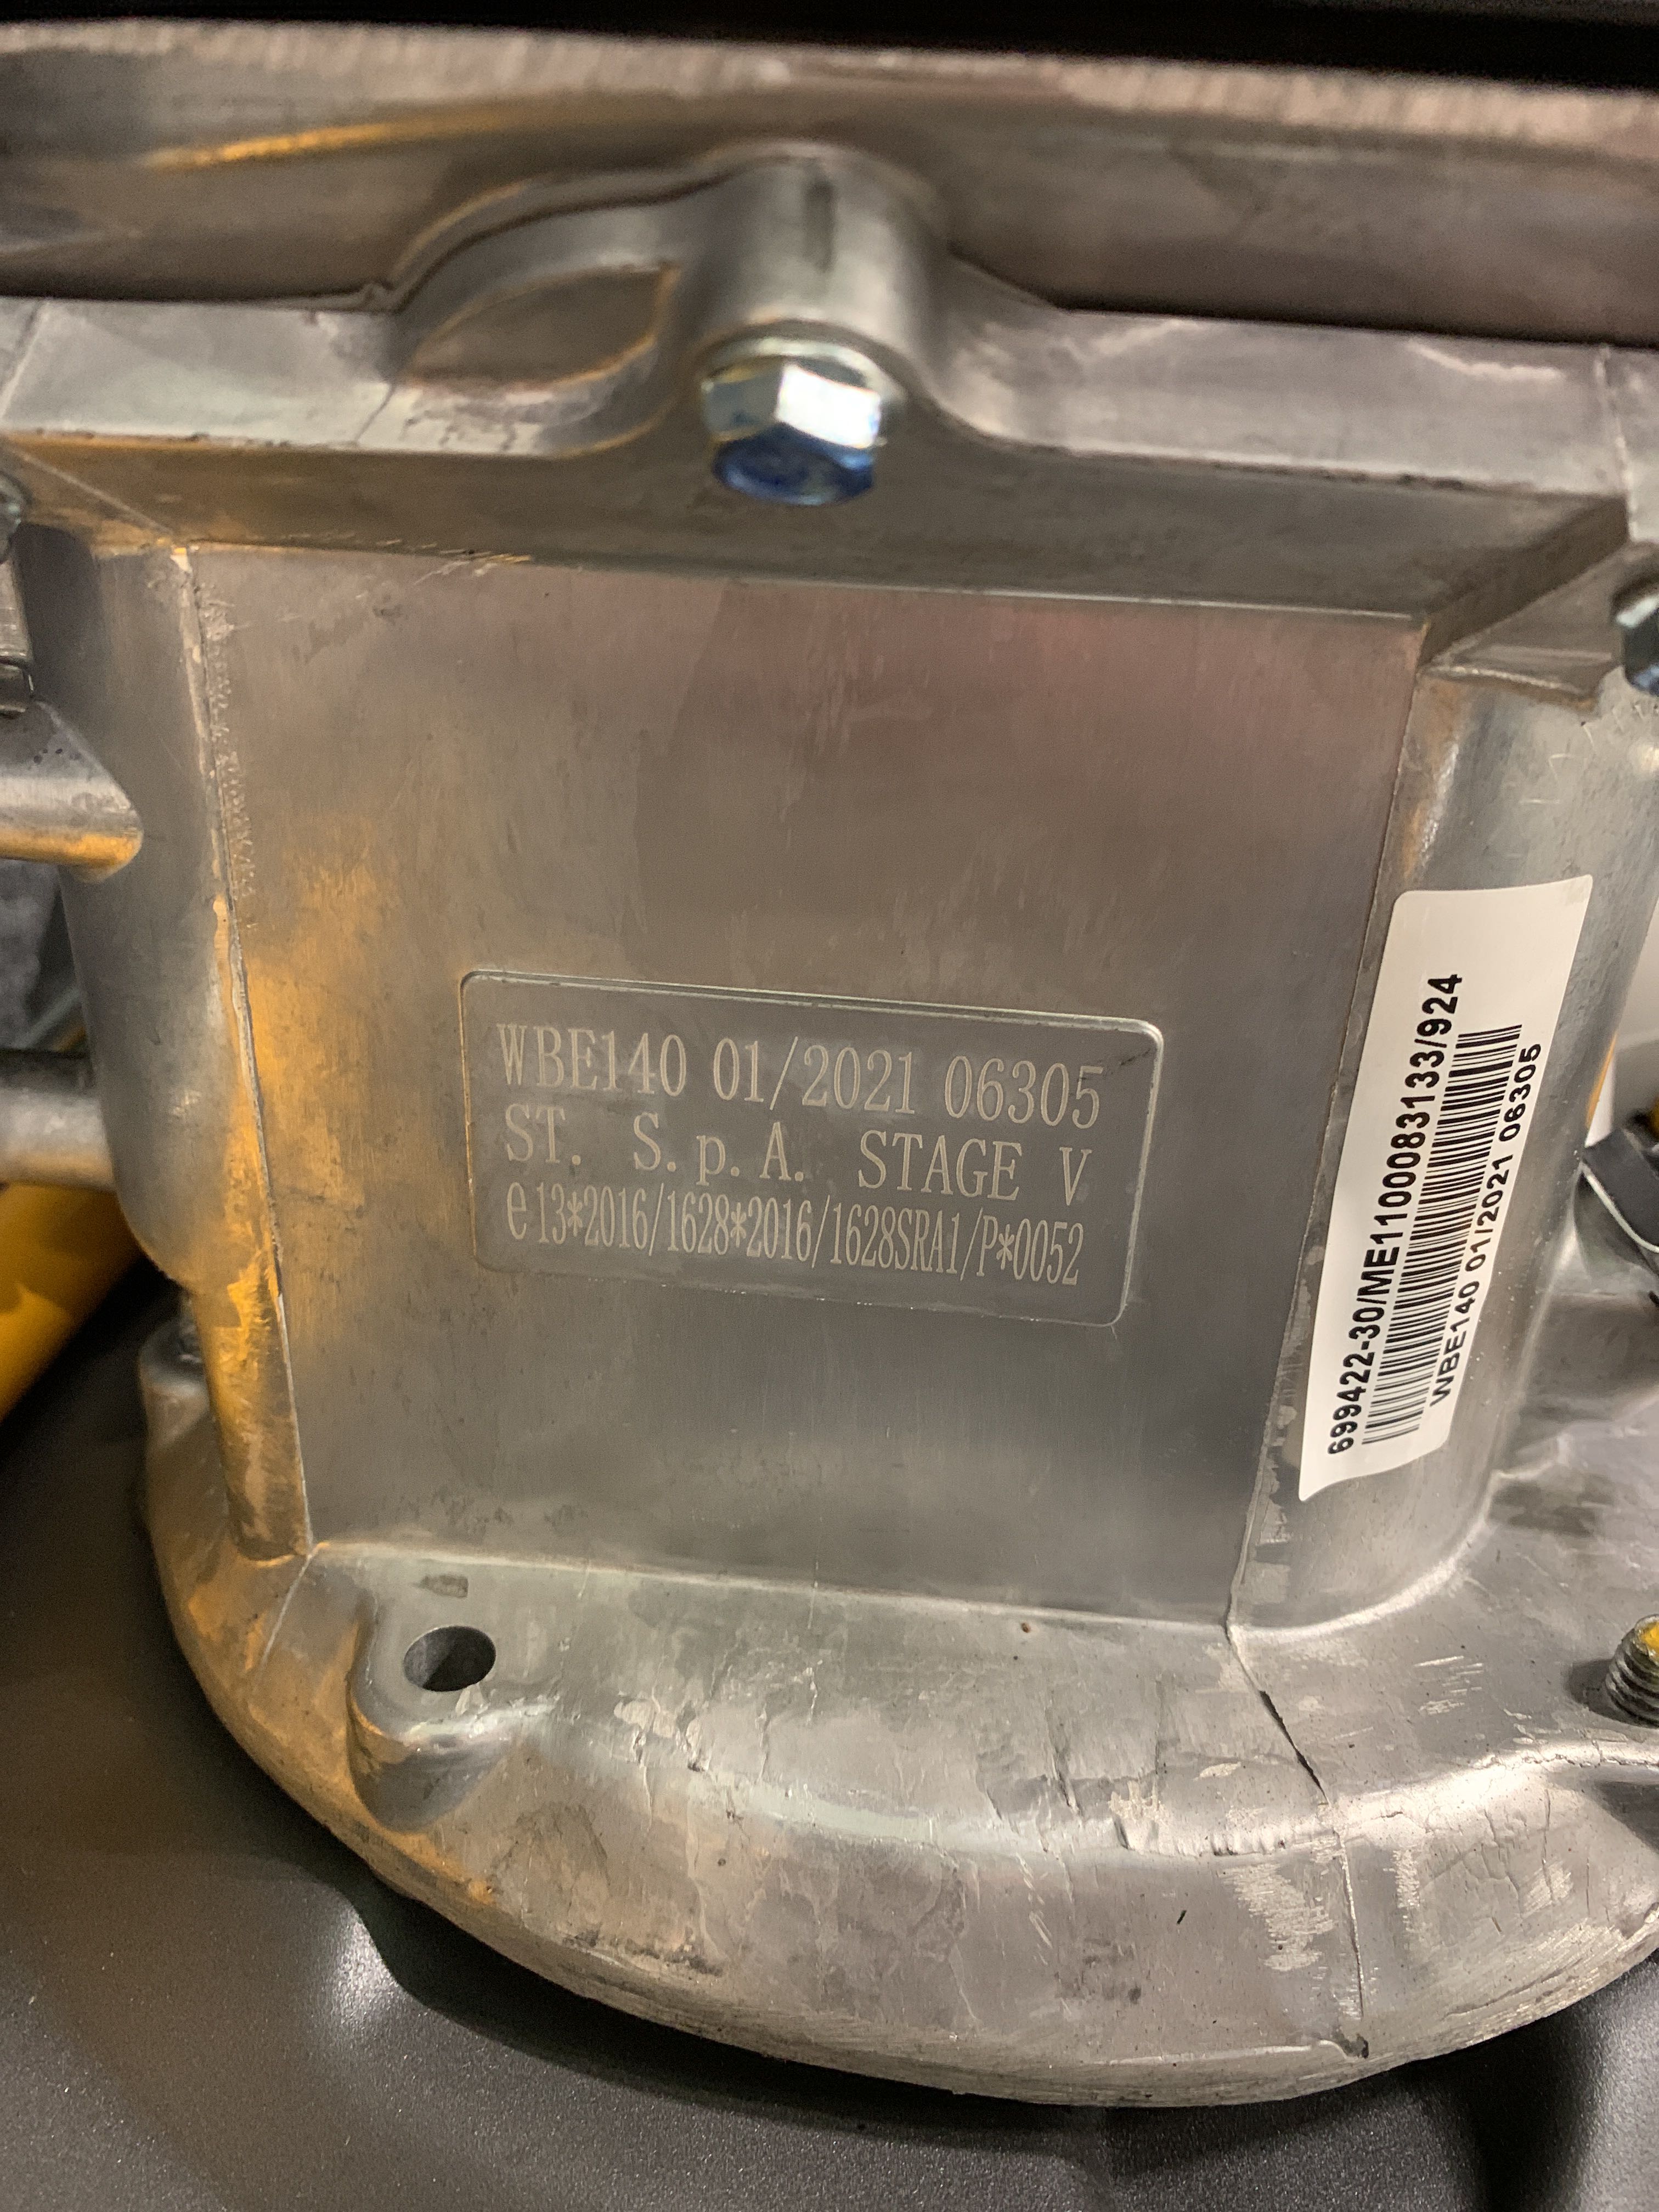 WBE140 01/2021 06305
ST. S.p.A. STAGE V
e13*2016/1628*2016/1628SRA1/P*0052
699422-30/ME1100083133/924
WBE140 01/2021 06305